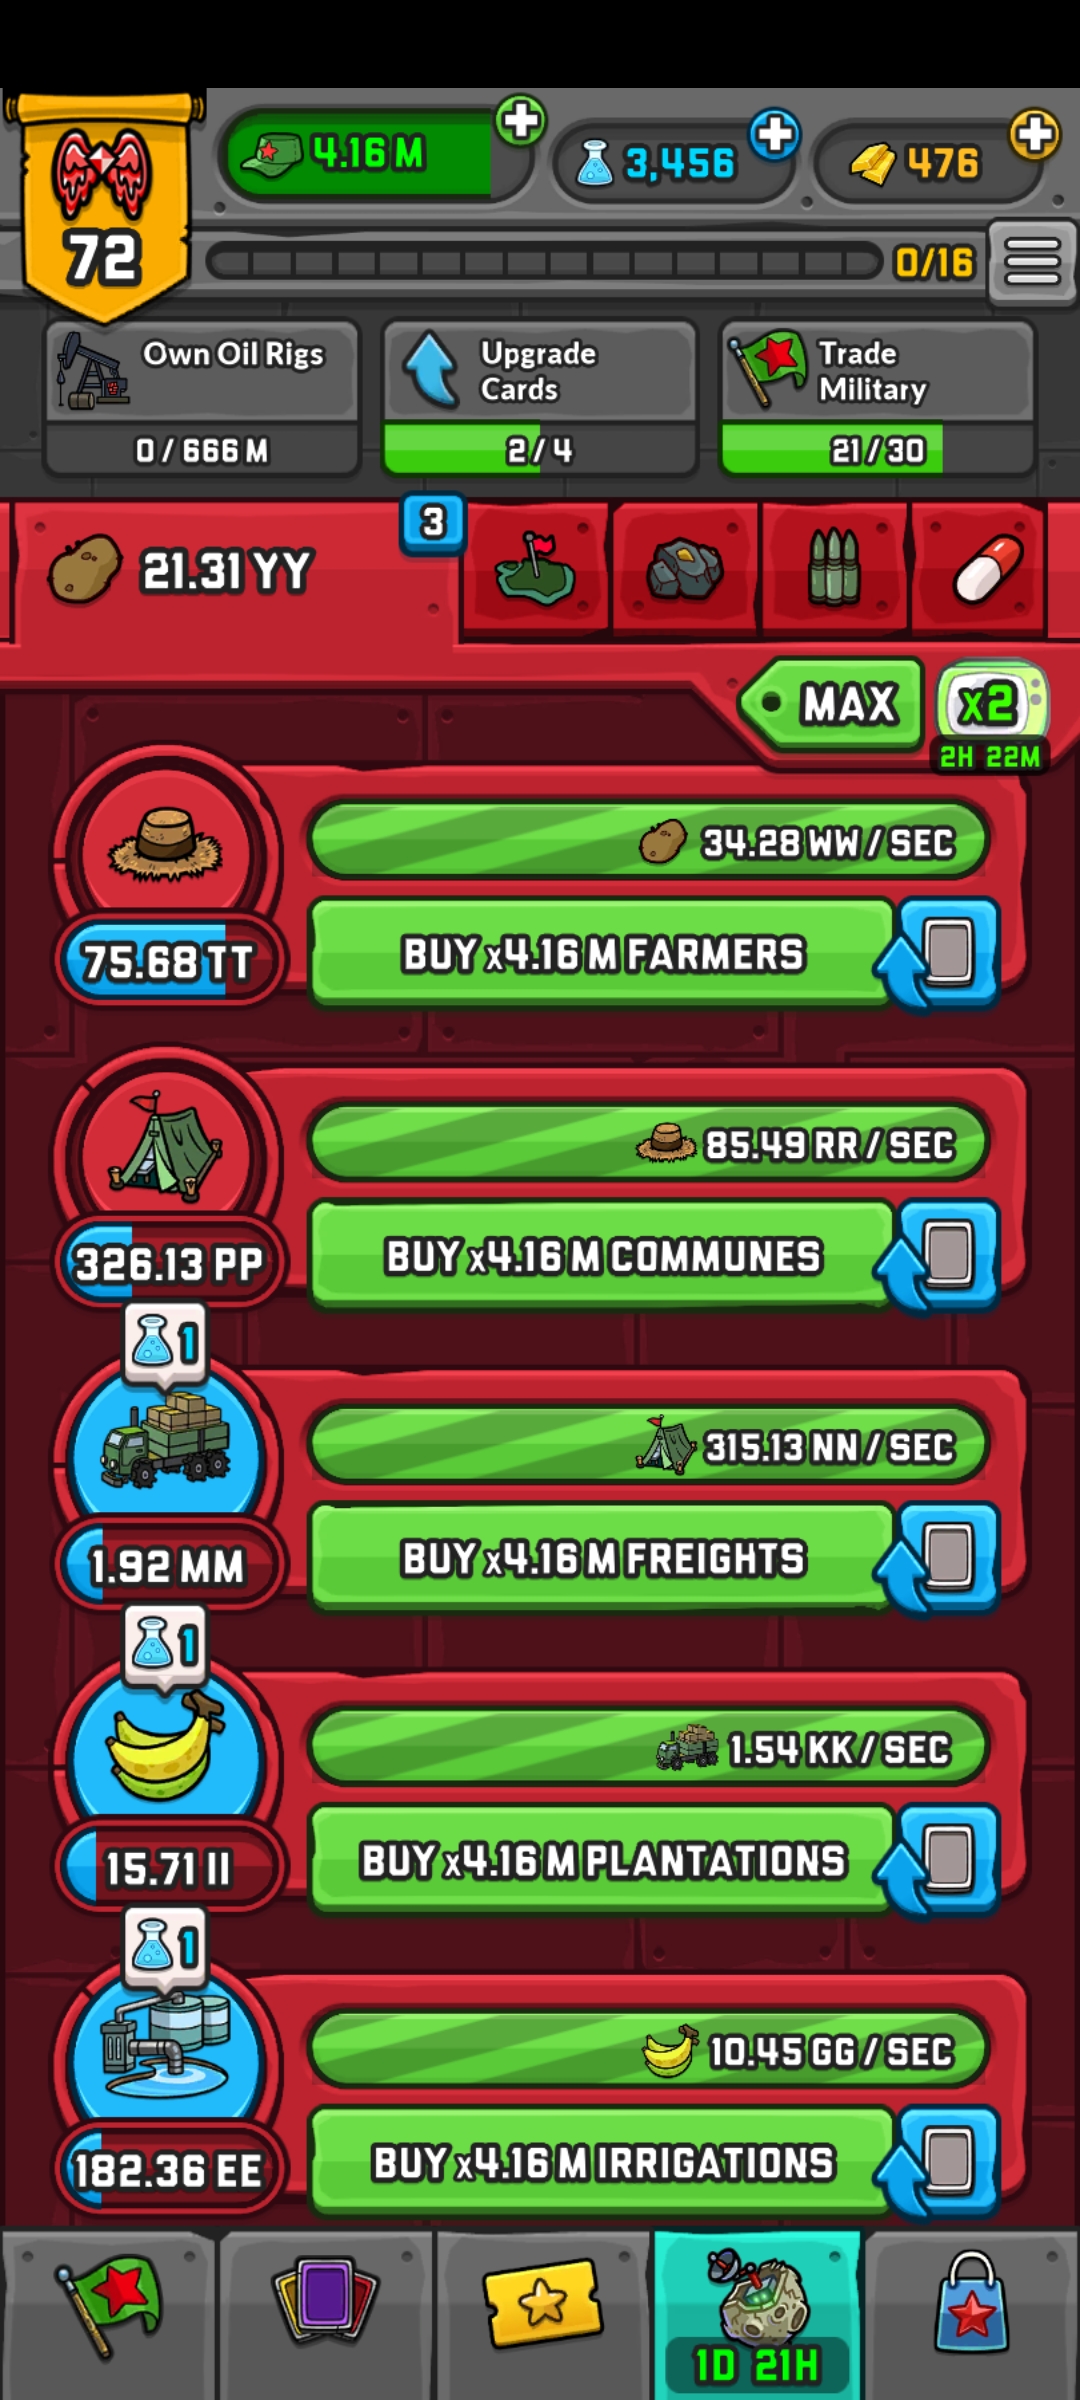 4.16 M
3,456
476
72
0/16
Own Oil Rigs
0 / 666 M
Upgrade
Cards
2 / 4
Trade
Military
21 / 30
21.31 YY
3
MAX
x2
2H 22M
34.28 WW / SEC
75.68 TT
BUY x4.16 M FARMERS
85.49 RR / SEC
326.13 PP
BUY x4.16 M COMMUNES
1
315.13 NN / SEC
1.92 MM
BUY x4.16 M FREIGHTS
1
1.54 KK / SEC
15.71 II
BUY x4.16 M PLANTATIONS
1
10.45 GG / SEC
182.36 EE
BUY x4.16 M IRRIGATIONS
1D 21H